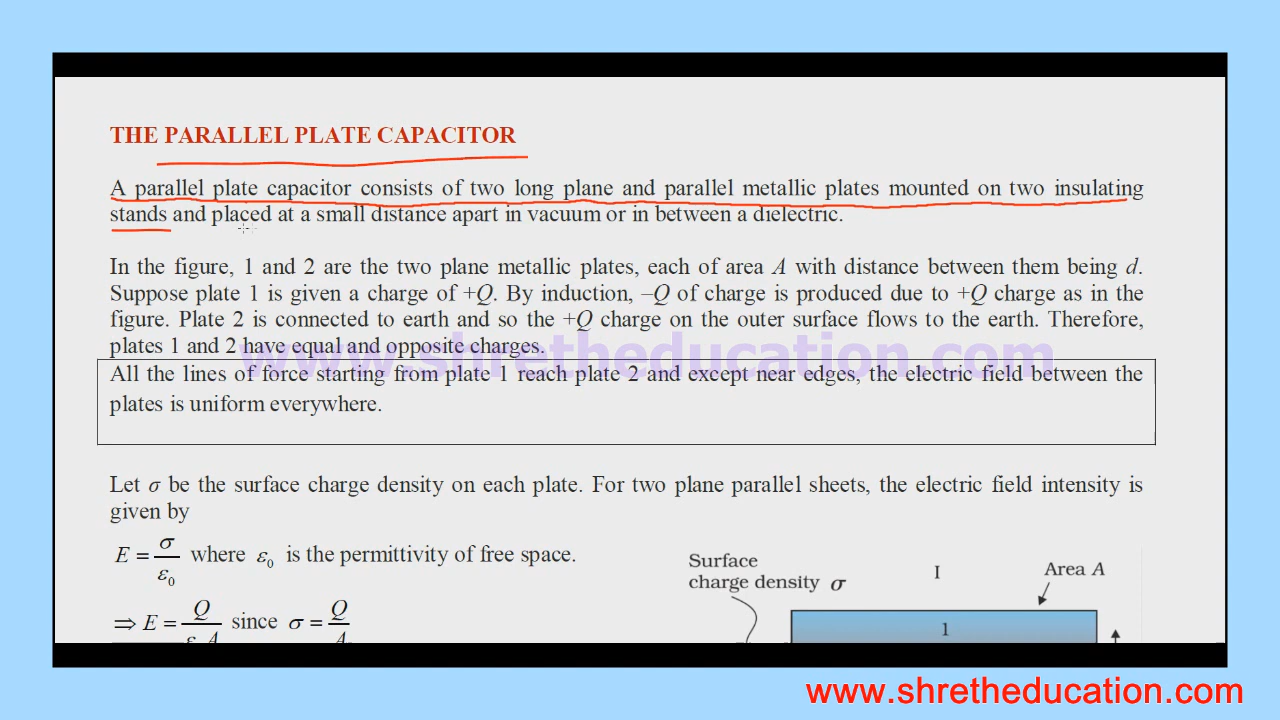 THE PARALLEL PLATE CAPACITOR
A parallel plate capacitor consists of two long plane and parallel metallic plates mounted on two insulating
stands and placed at a small distance apart in vacuum or in between a dielectric.
In the figure, 1 and 2 are the two plane metallic plates, each of area A with distance between them being d.
Suppose plate 1 is given a charge of +Q. By induction, –Q of charge is produced due to +Q charge as in the
figure. Plate 2 is connected to earth and so the +Q charge on the outer surface flows to the earth. Therefore,
plates 1 and 2 have equal and opposite charges.
www.shretheducation.com
All the lines of force starting from plate 1 reach plate 2 and except near edges, the electric field between the
plates is uniform everywhere.
Let σ be the surface charge density on each plate. For two plane parallel sheets, the electric field intensity is
given by
E = σ/ε₀ where ε₀ is the permittivity of free space.
⇒ E = Q/ε A since σ = Q/A
Surface
charge density σ
I
Area A
1
www.shretheducation.com